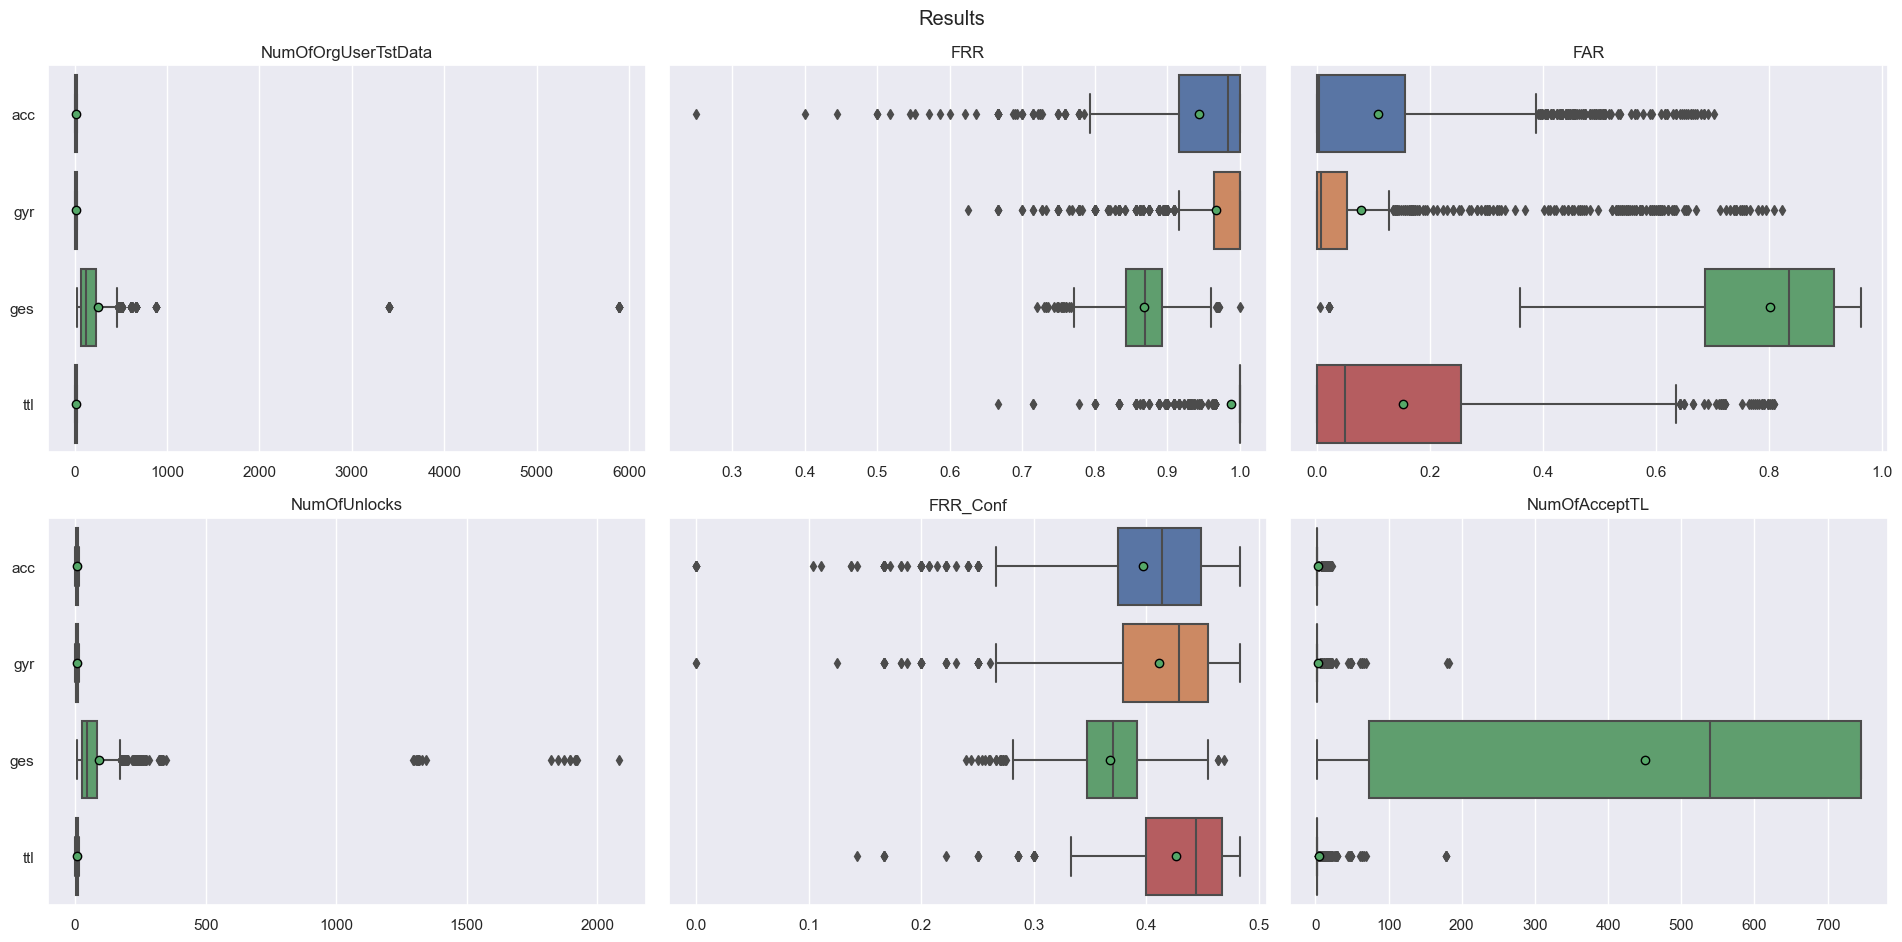 Results
NumOfOrgUserTstData
FRR
FAR
acc
gyr
ges
ttl
0 1000 2000 3000 4000 5000 6000
0.3 0.4 0.5 0.6 0.7 0.8 0.9 1.0
0.0 0.2 0.4 0.6 0.8 1.0
NumOfUnlocks
FRR_Conf
NumOfAcceptTL
acc
gyr
ges
ttl
0 500 1000 1500 2000
0.0 0.1 0.2 0.3 0.4 0.5
0 100 200 300 400 500 600 700